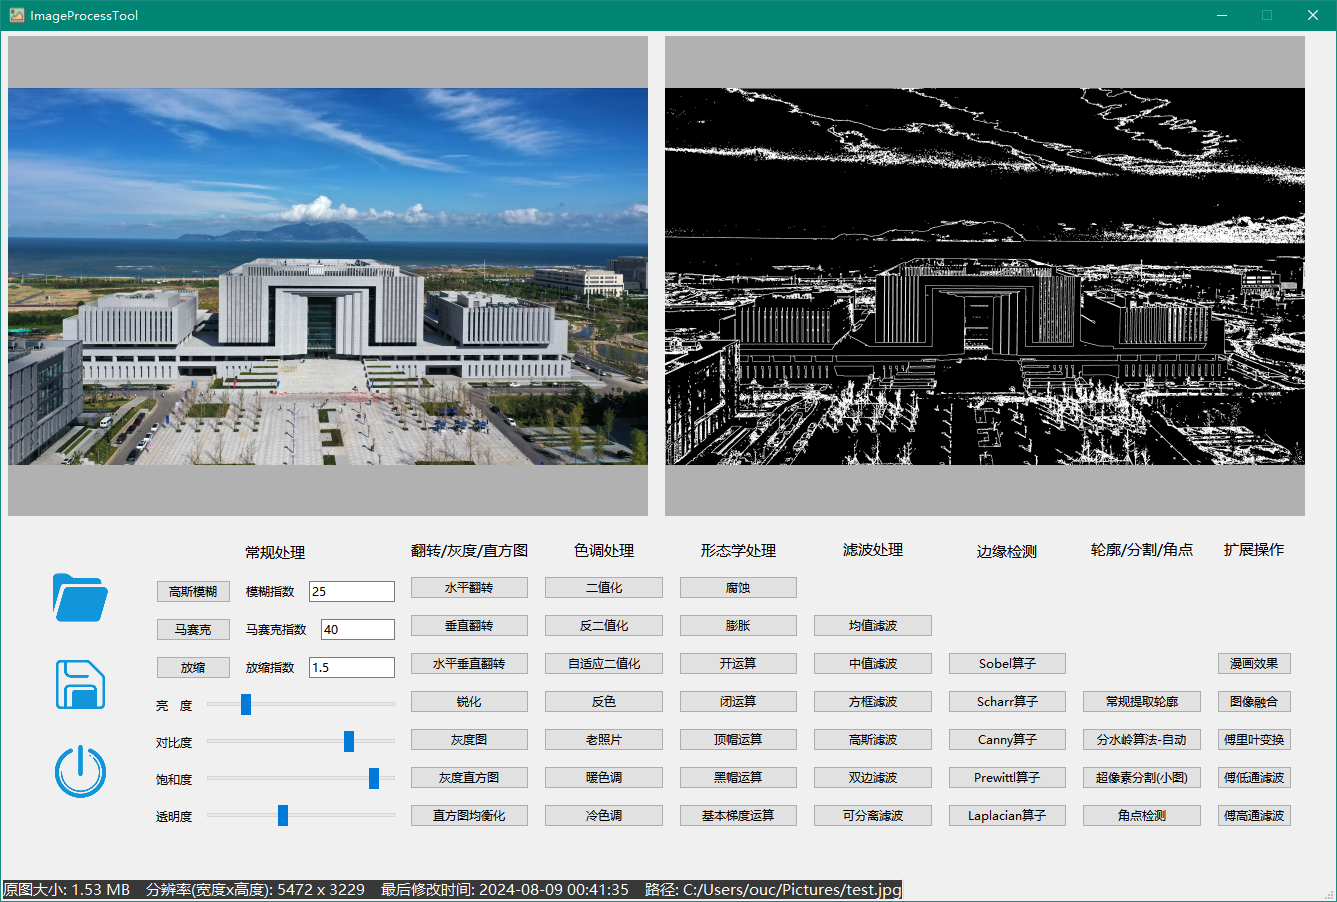 ImageProcessTool
常规处理 翻转/灰度/直方图 色调处理 形态学处理 滤波处理 边缘检测 轮廓/分割/角点 扩展操作
高斯模糊 模糊指数 25 水平翻转 二值化 腐蚀
马赛克 马赛克指数 40 垂直翻转 反二值化 膨胀 均值滤波
放缩 放缩指数 1.5 水平垂直翻转 自适应二值化 开运算 中值滤波 Sobel算子 漫画效果
亮 度 锐化 反色 闭运算 方框滤波 Scharr算子 常规提取轮廓 图像融合
对比度 灰度图 老照片 顶帽运算 高斯滤波 Canny算子 分水岭算法-自动 傅里叶变换
饱和度 灰度直方图 暖色调 黑帽运算 双边滤波 Prewittl算子 超像素分割(小图) 傅低通滤波
透明度 直方图均衡化 冷色调 基本梯度运算 可分离滤波 Laplacian算子 角点检测 傅高通滤波
原图大小: 1.53 MB 分辨率(宽度x高度): 5472 x 3229 最后修改时间: 2024-08-09 00:41:35 路径: C:/Users/ouc/Pictures/test.jpg